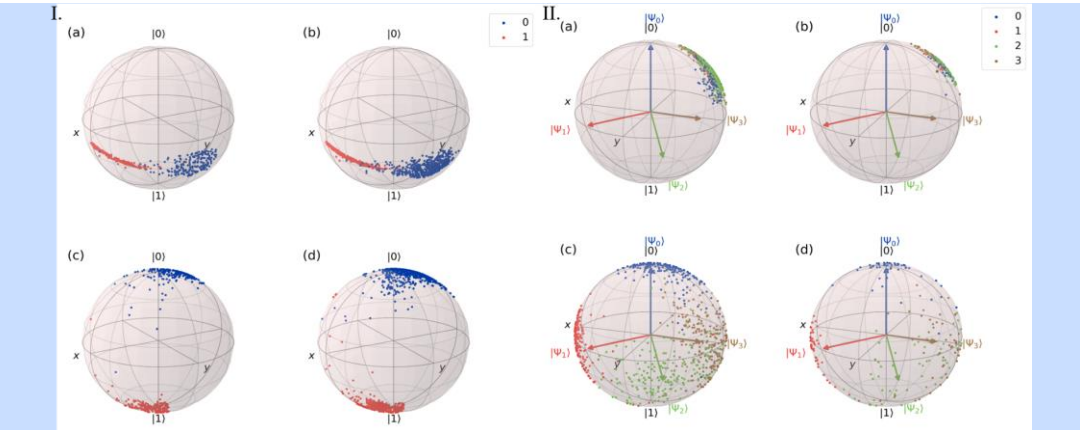 I.
(a)
|0⟩
x
y
|1⟩
(b)
|0⟩
x
y
|1⟩
0
1
(c)
|0⟩
x
y
|1⟩
(d)
|0⟩
x
y
|1⟩
II.
(a)
|Ψ₀⟩
|0⟩
x
|Ψ₁⟩
y
|Ψ₃⟩
|1⟩
|Ψ₂⟩
(b)
|Ψ₀⟩
|0⟩
x
|Ψ₁⟩
y
|Ψ₃⟩
|1⟩
|Ψ₂⟩
0
1
2
3
(c)
|Ψ₀⟩
|0⟩
x
|Ψ₁⟩
y
|Ψ₃⟩
|1⟩
|Ψ₂⟩
(d)
|Ψ₀⟩
|0⟩
x
|Ψ₁⟩
y
|Ψ₃⟩
|1⟩
|Ψ₂⟩